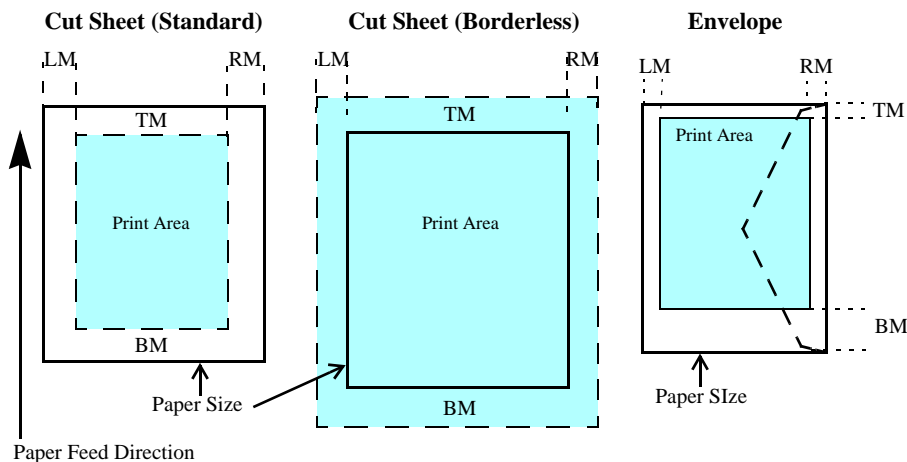 Cut Sheet (Standard)
Cut Sheet (Borderless)
Envelope
LM
RM
LM
RM
LM
RM
TM
TM
TM
Print Area
Print Area
Print Area
BM
BM
BM
Paper Size
Paper SIze
Paper Feed Direction